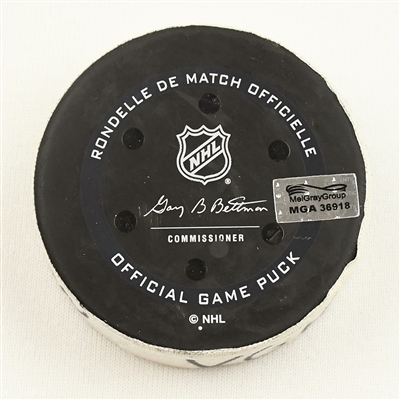 RONDELLE DE MATCH OFFICIELLE
NHL
MeiGrayGroup
MGA 36918
Gary B Bettman
COMMISSIONER
OFFICIAL GAME PUCK
© NHL